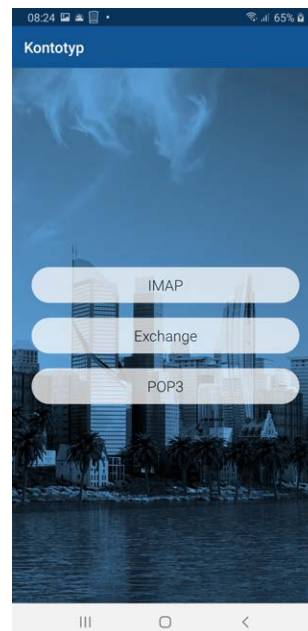 08:24
65%
Kontotyp
IMAP
Exchange
POP3